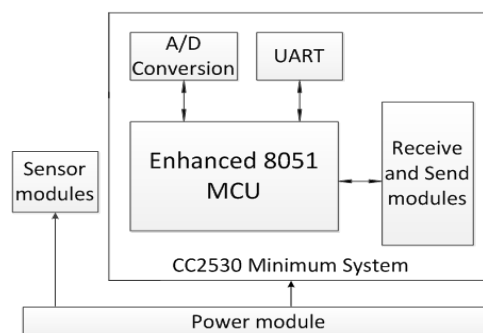 A/D
Conversion
UART
Enhanced 8051
MCU
Receive
and Send
modules
Sensor
modules
CC2530 Minimum System
Power module